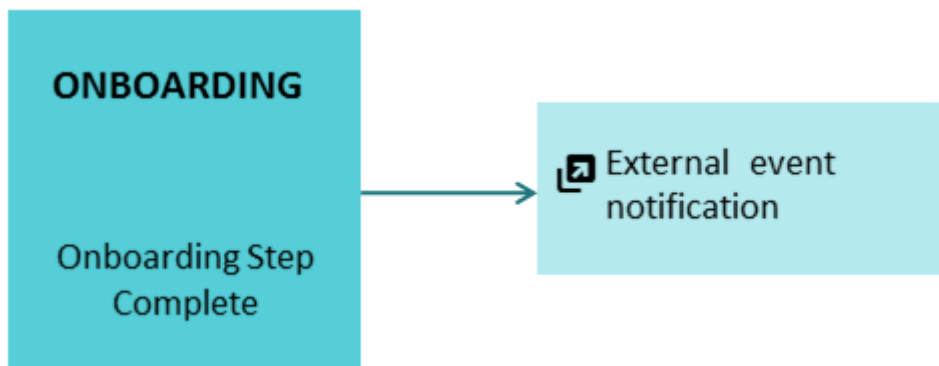 ONBOARDING
Onboarding Step
Complete
External event
notification